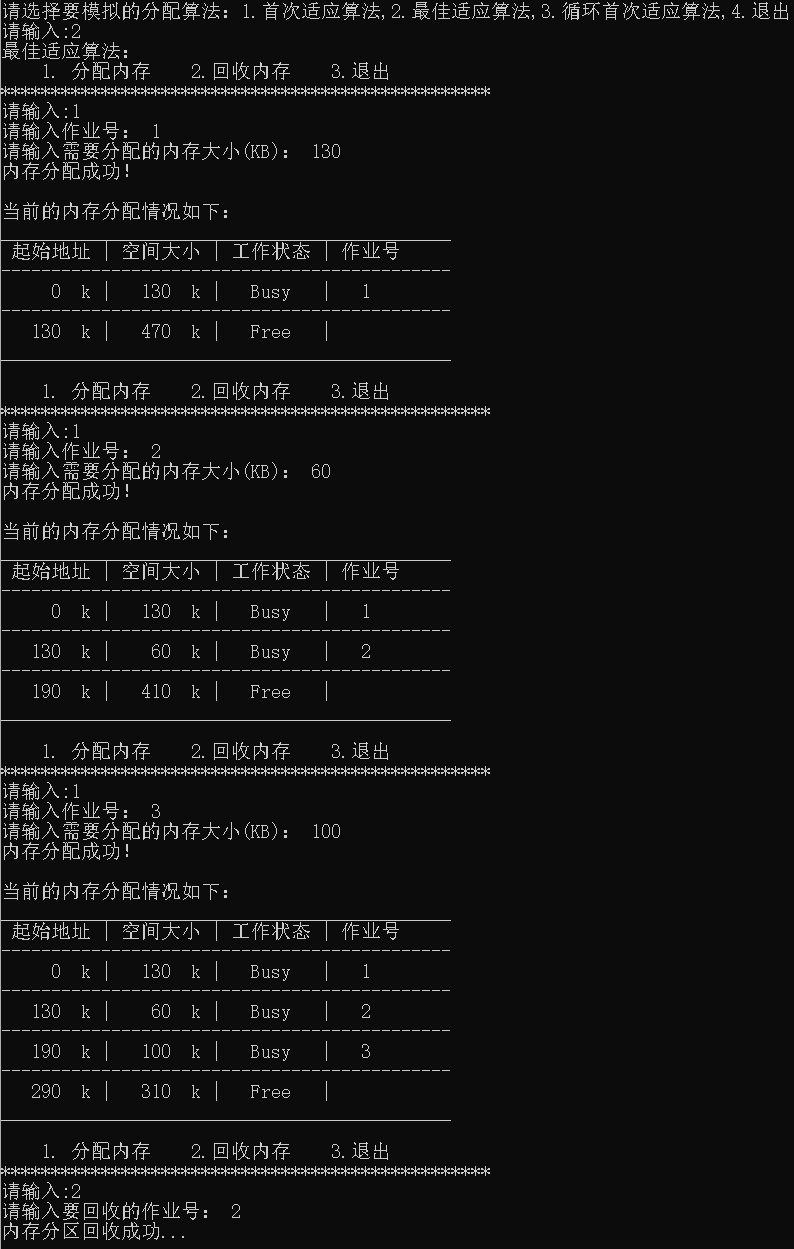 请选择要模拟的分配算法：1.首次适应算法,2.最佳适应算法,3.循环首次适应算法,4.退出
请输入:2
最佳适应算法：
    1. 分配内存    2.回收内存    3.退出
*************************************************
请输入:1
请输入作业号： 1
请输入需要分配的内存大小(KB)： 130
内存分配成功!
当前的内存分配情况如下：
起始地址 | 空间大小 | 工作状态 | 作业号
0  k |   130  k |   Busy   |   1
130  k |   470  k |   Free   |
    1. 分配内存    2.回收内存    3.退出
*************************************************
请输入:1
请输入作业号： 2
请输入需要分配的内存大小(KB)： 60
内存分配成功!
当前的内存分配情况如下：
起始地址 | 空间大小 | 工作状态 | 作业号
0  k |   130  k |   Busy   |   1
130  k |    60  k |   Busy   |   2
190  k |   410  k |   Free   |
    1. 分配内存    2.回收内存    3.退出
*************************************************
请输入:1
请输入作业号： 3
请输入需要分配的内存大小(KB)： 100
内存分配成功!
当前的内存分配情况如下：
起始地址 | 空间大小 | 工作状态 | 作业号
0  k |   130  k |   Busy   |   1
130  k |    60  k |   Busy   |   2
190  k |   100  k |   Busy   |   3
290  k |   310  k |   Free   |
    1. 分配内存    2.回收内存    3.退出
*************************************************
请输入:2
请输入要回收的作业号： 2
内存分区回收成功...